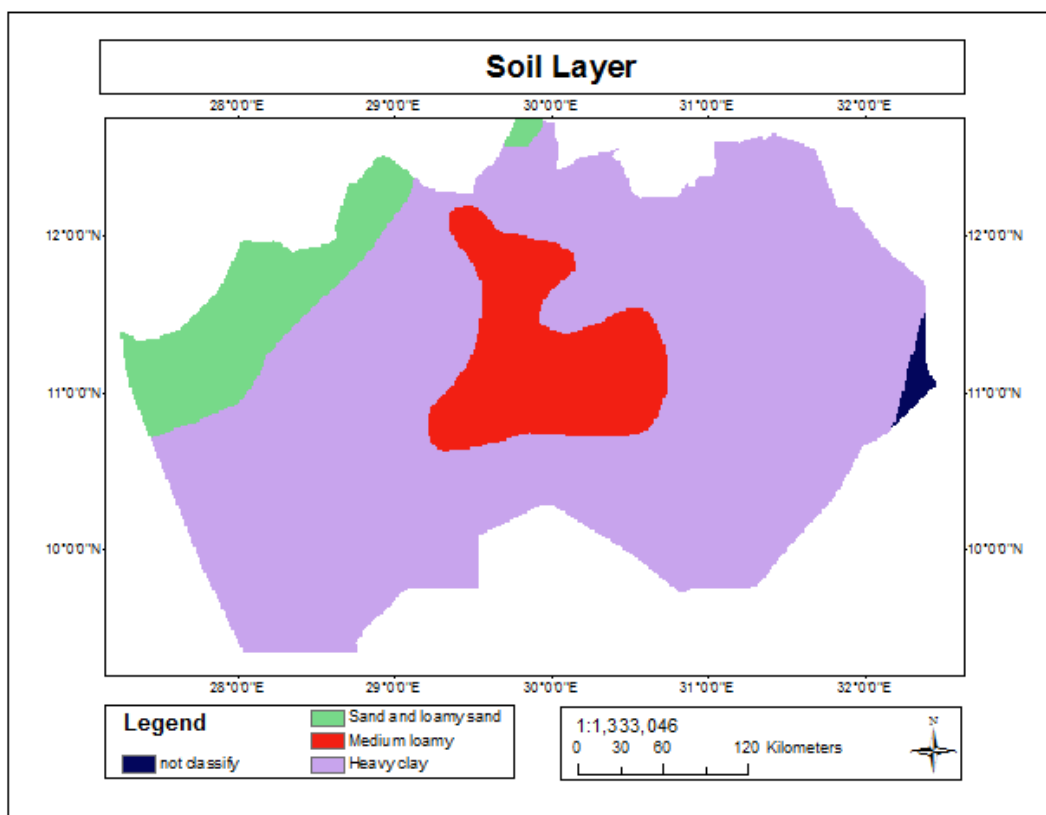 Soil Layer
28°0'0"E 29°0'0"E 30°0'0"E 31°0'0"E 32°0'0"E
12°0'0"N 12°0'0"N
11°0'0"N 11°0'0"N
10°0'0"N 10°0'0"N
28°0'0"E 29°0'0"E 30°0'0"E 31°0'0"E 32°0'0"E
Legend
not classify
Sand and loamy sand
Medium loamy
Heavy clay
1:1,333,046
0 30 60 120 Kilometers
N